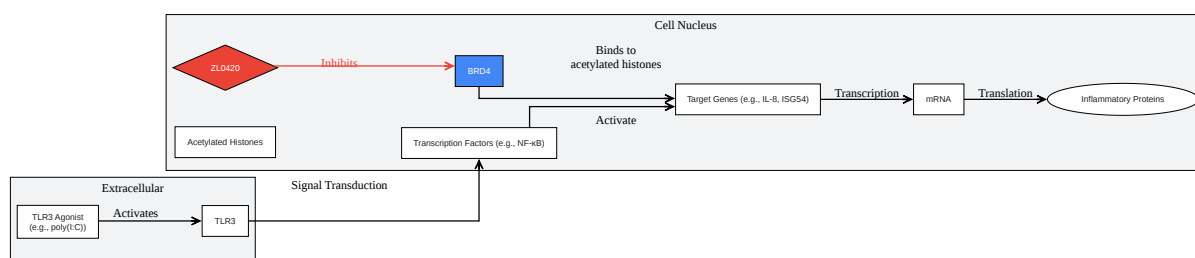 Cell Nucleus
ZL0420
Inhibits
BRD4
Binds to
acetylated histones
Target Genes (e.g., IL-8, ISG54)
Transcription
mRNA
Translation
Inflammatory Proteins
Activate
Acetylated Histones
Transcription Factors (e.g., NF-κB)
Signal Transduction
Extracellular
TLR3 Agonist
(e.g., poly(I:C))
Activates
TLR3